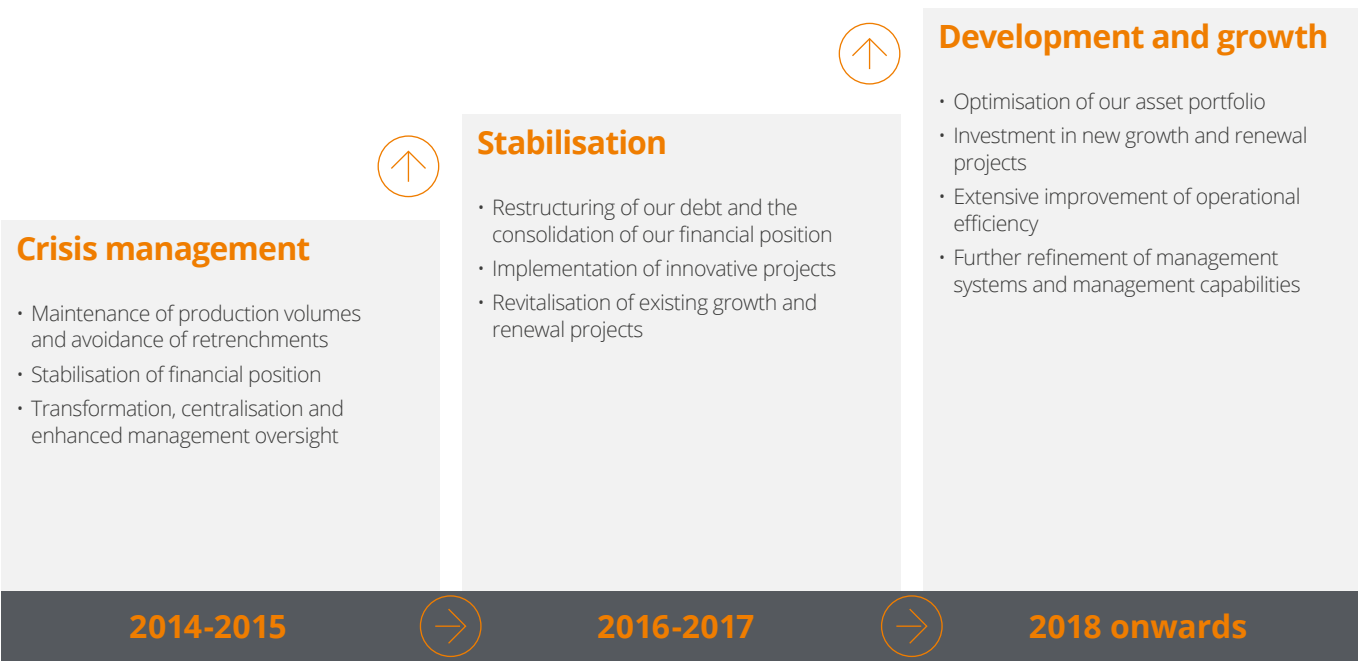 Crisis management
• Maintenance of production volumes
and avoidance of retrenchments
• Stabilisation of financial position
• Transformation, centralisation and
enhanced management oversight
2014-2015
Stabilisation
• Restructuring of our debt and the
consolidation of our financial position
• Implementation of innovative projects
• Revitalisation of existing growth and
renewal projects
2016-2017
Development and growth
• Optimisation of our asset portfolio
• Investment in new growth and renewal
projects
• Extensive improvement of operational
efficiency
• Further refinement of management
systems and management capabilities
2018 onwards